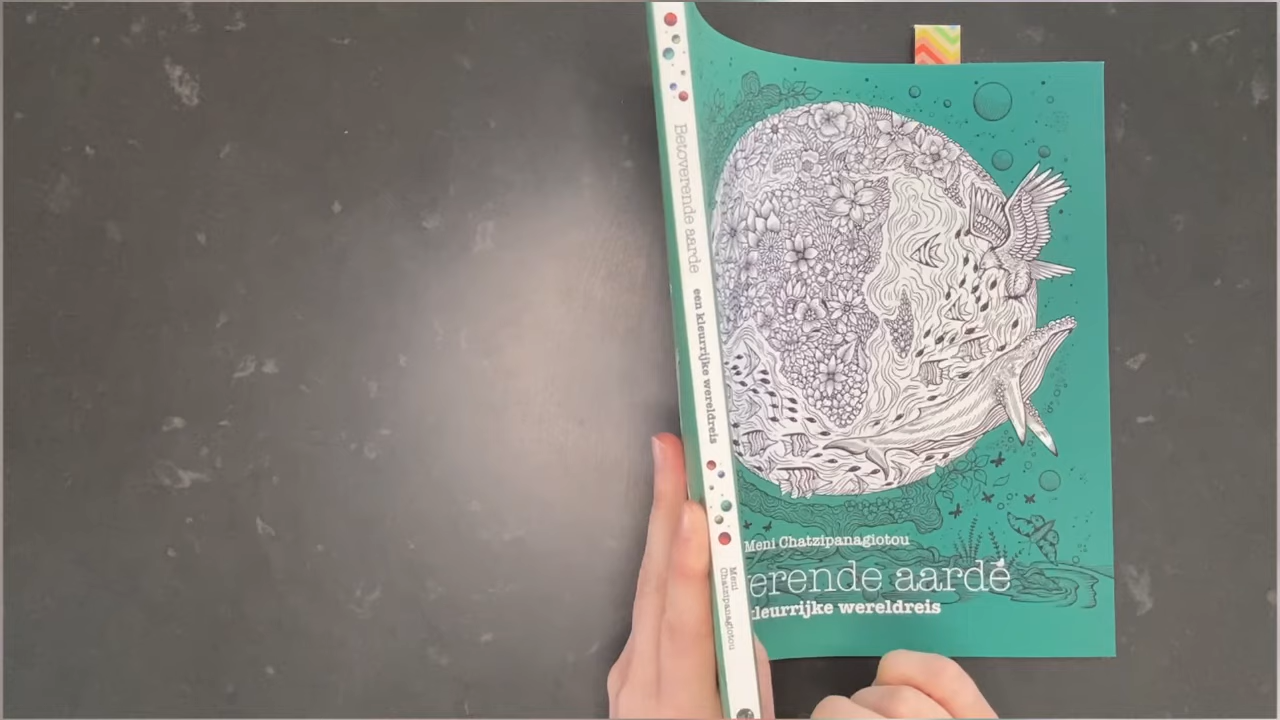 Betoverende aarde een kleurrijke wereldreis
Meni
Chatzipanagiotou
Meni Chatzipanagiotou
erende aarde
kleurrijke wereldreis